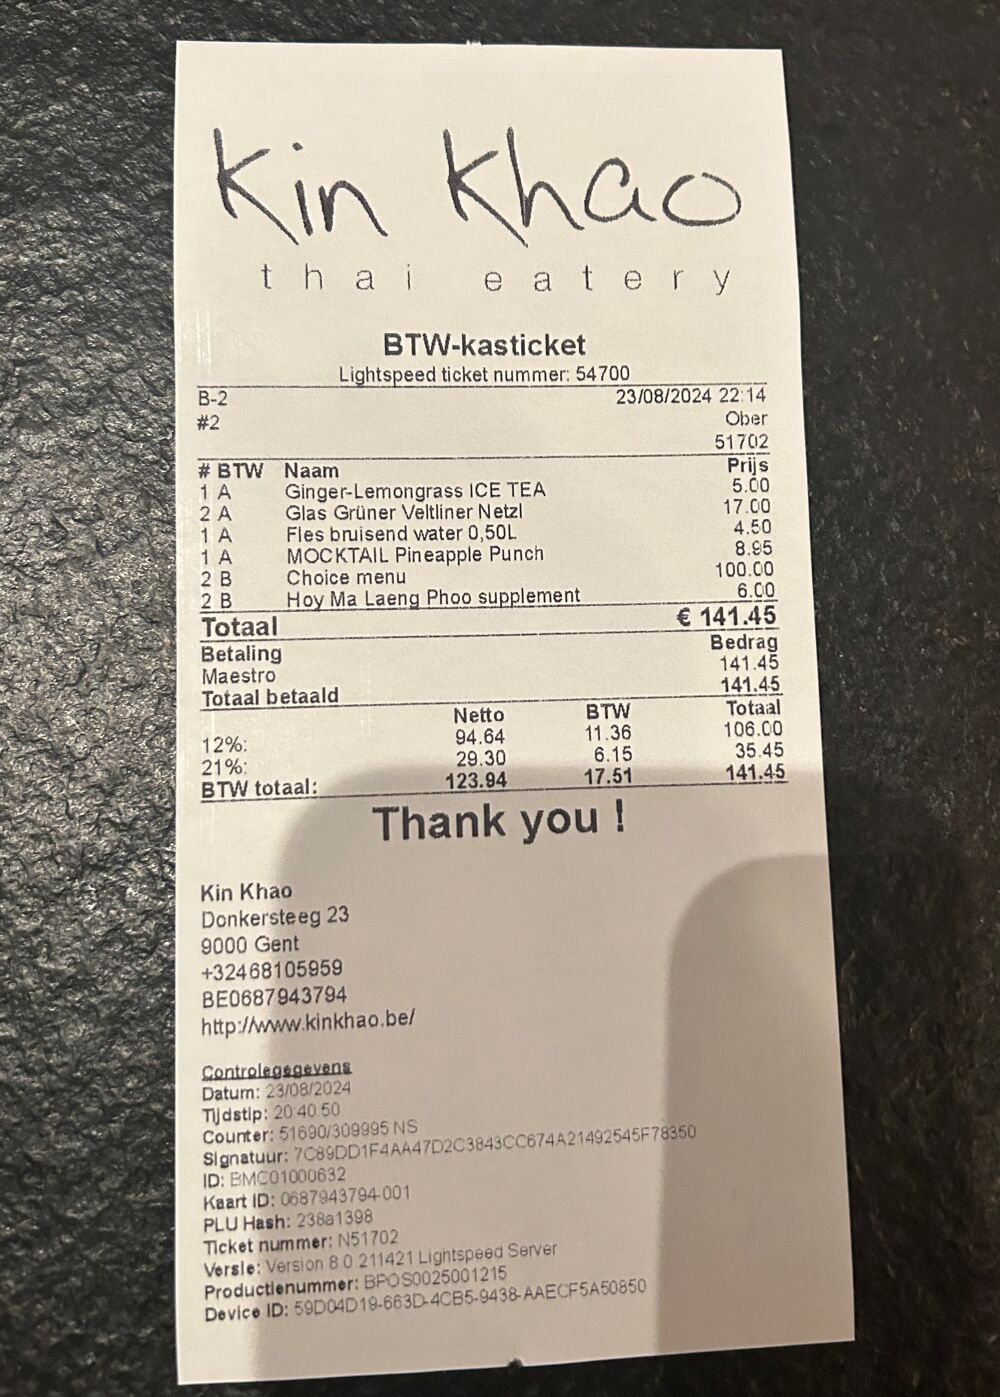 Kin Khao
thai eatery
BTW-kasticket
Lightspeed ticket nummer: 54700
B-2 23/08/2024 22:14
#2 Ober
51702
# BTW Naam Prijs
1 A Ginger-Lemongrass ICE TEA 5.00
2 A Glas Grüner Veltliner Netzl 17.00
1 A Fles bruisend water 0,50L 4.50
1 A MOCKTAIL Pineapple Punch 8.95
2 B Choice menu 100.00
2 B Hoy Ma Laeng Phoo supplement 6.00
Totaal € 141.45
Betaling Bedrag
Maestro 141.45
Totaal betaald 141.45
Netto BTW Totaal
12%: 94.64 11.36 106.00
21%: 29.30 6.15 35.45
BTW totaal: 123.94 17.51 141.45
Thank you !
Kin Khao
Donkersteeg 23
9000 Gent
+32468105959
BE0687943794
http://www.kinkhao.be/
Controlegegevens
Datum: 23/08/2024
Tijdstip: 20:40:50
Counter: 51690/309995 NS
Signatuur: 7C89DD1F4AA47D2C3843CC674A21492545F78350
ID: BMC01000632
Kaart ID: 0687943794-001
PLU Hash: 238a1398
Ticket nummer: N51702
Versie: Version 8.0.211421 Lightspeed Server
Productienummer: BPOS0025001215
Device ID: 59D04D19-663D-4CB5-9438-AAECF5A50850